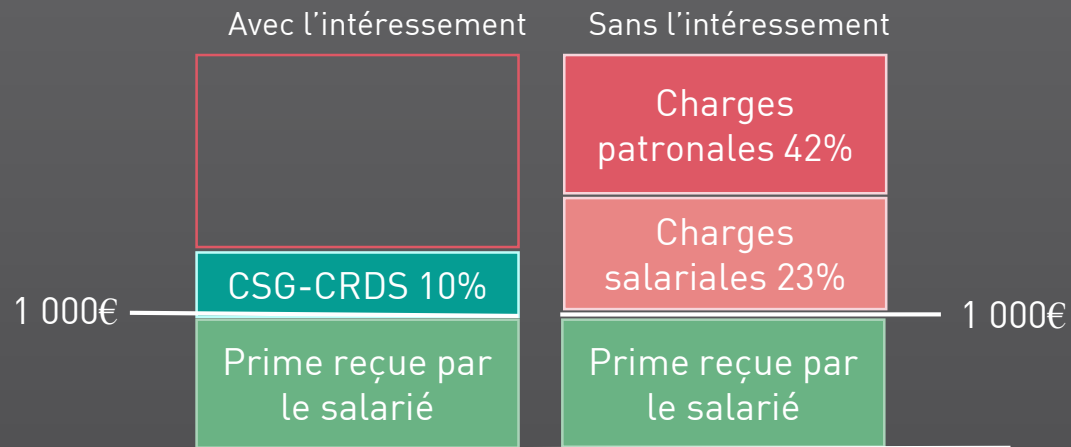 Avec l'intéressement
Sans l'intéressement
Charges
patronales 42%
Charges
salariales 23%
CSG-CRDS 10%
1 000€
1 000€
Prime reçue par
le salarié
Prime reçue par
le salarié